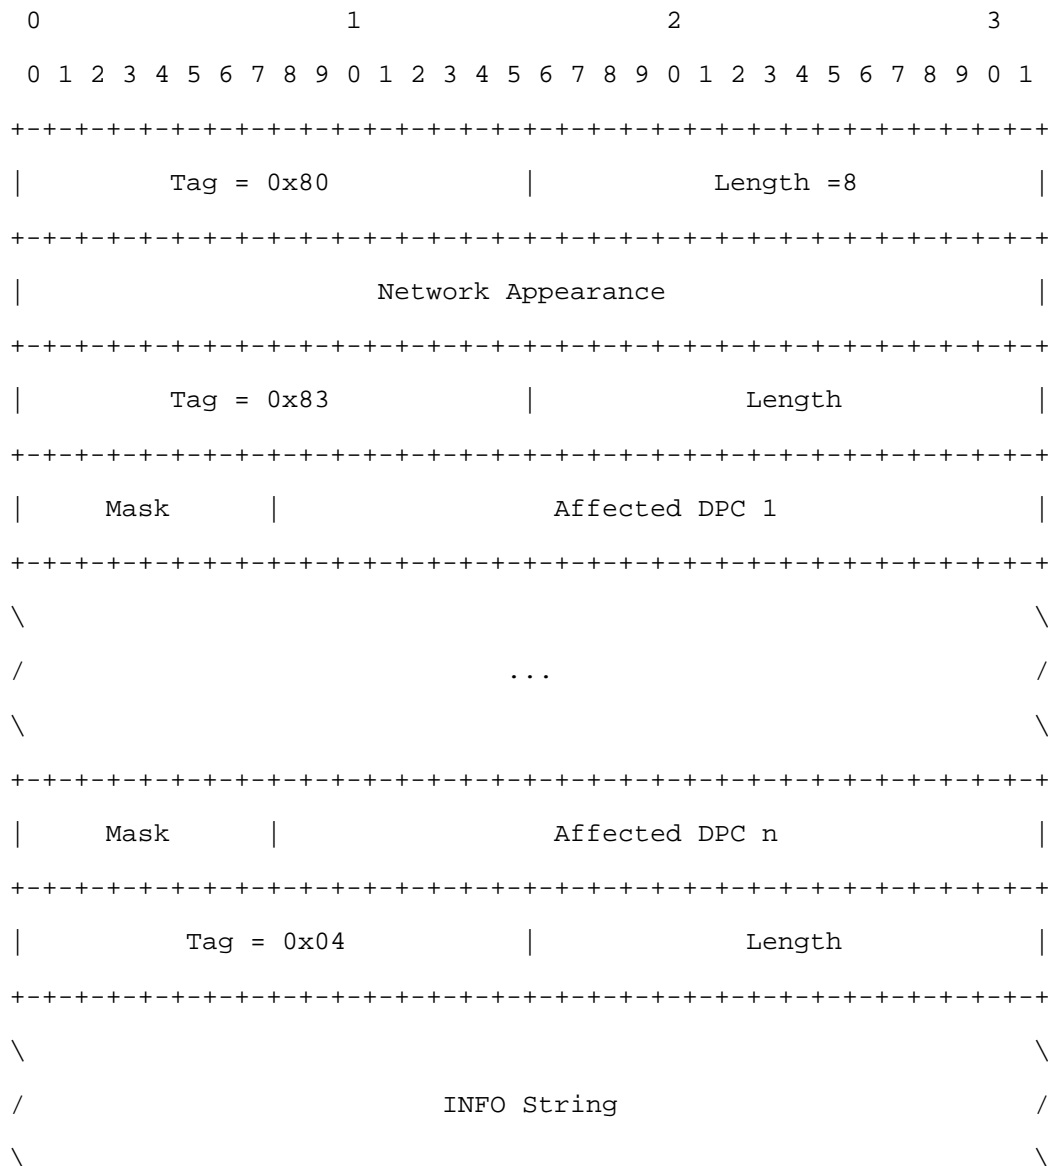 0                   1                   2                   3
 0 1 2 3 4 5 6 7 8 9 0 1 2 3 4 5 6 7 8 9 0 1 2 3 4 5 6 7 8 9 0 1
+-+-+-+-+-+-+-+-+-+-+-+-+-+-+-+-+-+-+-+-+-+-+-+-+-+-+-+-+-+-+-+-+
|         Tag = 0x80            |           Length =8           |
+-+-+-+-+-+-+-+-+-+-+-+-+-+-+-+-+-+-+-+-+-+-+-+-+-+-+-+-+-+-+-+-+
|                      Network Appearance                       |
+-+-+-+-+-+-+-+-+-+-+-+-+-+-+-+-+-+-+-+-+-+-+-+-+-+-+-+-+-+-+-+-+
|         Tag = 0x83            |             Length            |
+-+-+-+-+-+-+-+-+-+-+-+-+-+-+-+-+-+-+-+-+-+-+-+-+-+-+-+-+-+-+-+-+
|     Mask      |                 Affected DPC 1                |
+-+-+-+-+-+-+-+-+-+-+-+-+-+-+-+-+-+-+-+-+-+-+-+-+-+-+-+-+-+-+-+-+
\                                                               \
/                              ...                              /
\                                                               \
+-+-+-+-+-+-+-+-+-+-+-+-+-+-+-+-+-+-+-+-+-+-+-+-+-+-+-+-+-+-+-+-+
|     Mask      |                 Affected DPC n                |
+-+-+-+-+-+-+-+-+-+-+-+-+-+-+-+-+-+-+-+-+-+-+-+-+-+-+-+-+-+-+-+-+
|          Tag = 0x04           |             Length            |
+-+-+-+-+-+-+-+-+-+-+-+-+-+-+-+-+-+-+-+-+-+-+-+-+-+-+-+-+-+-+-+-+
\                                                               \
/                          INFO String                          /
\                                                               \